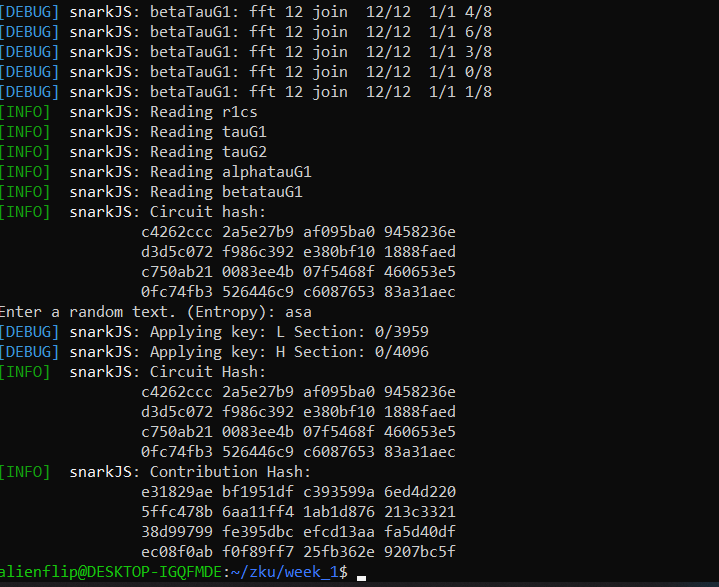 [DEBUG] snarkJS: betaTauG1: fft 12 join  12/12  1/1 4/8
[DEBUG] snarkJS: betaTauG1: fft 12 join  12/12  1/1 6/8
[DEBUG] snarkJS: betaTauG1: fft 12 join  12/12  1/1 3/8
[DEBUG] snarkJS: betaTauG1: fft 12 join  12/12  1/1 0/8
[DEBUG] snarkJS: betaTauG1: fft 12 join  12/12  1/1 1/8
[INFO]  snarkJS: Reading r1cs
[INFO]  snarkJS: Reading tauG1
[INFO]  snarkJS: Reading tauG2
[INFO]  snarkJS: Reading alphatauG1
[INFO]  snarkJS: Reading betatauG1
[INFO]  snarkJS: Circuit hash:
c4262ccc 2a5e27b9 af095ba0 9458236e
d3d5c072 f986c392 e380bf10 1888faed
c750ab21 0083ee4b 07f5468f 460653e5
0fc74fb3 526446c9 c6087653 83a31aec
Enter a random text. (Entropy): asa
[DEBUG] snarkJS: Applying key: L Section: 0/3959
[DEBUG] snarkJS: Applying key: H Section: 0/4096
[INFO]  snarkJS: Circuit Hash:
c4262ccc 2a5e27b9 af095ba0 9458236e
d3d5c072 f986c392 e380bf10 1888faed
c750ab21 0083ee4b 07f5468f 460653e5
0fc74fb3 526446c9 c6087653 83a31aec
[INFO]  snarkJS: Contribution Hash:
e31829ae bf1951df c393599a 6ed4d220
5ffc478b 6aa11ff4 1ab1d876 213c3321
38d99799 fe395dbc efcd13aa fa5d40df
ec08f0ab f0f89ff7 25fb362e 9207bc5f
alienflip@DESKTOP-IGQFMDE:~/zku/week_1$